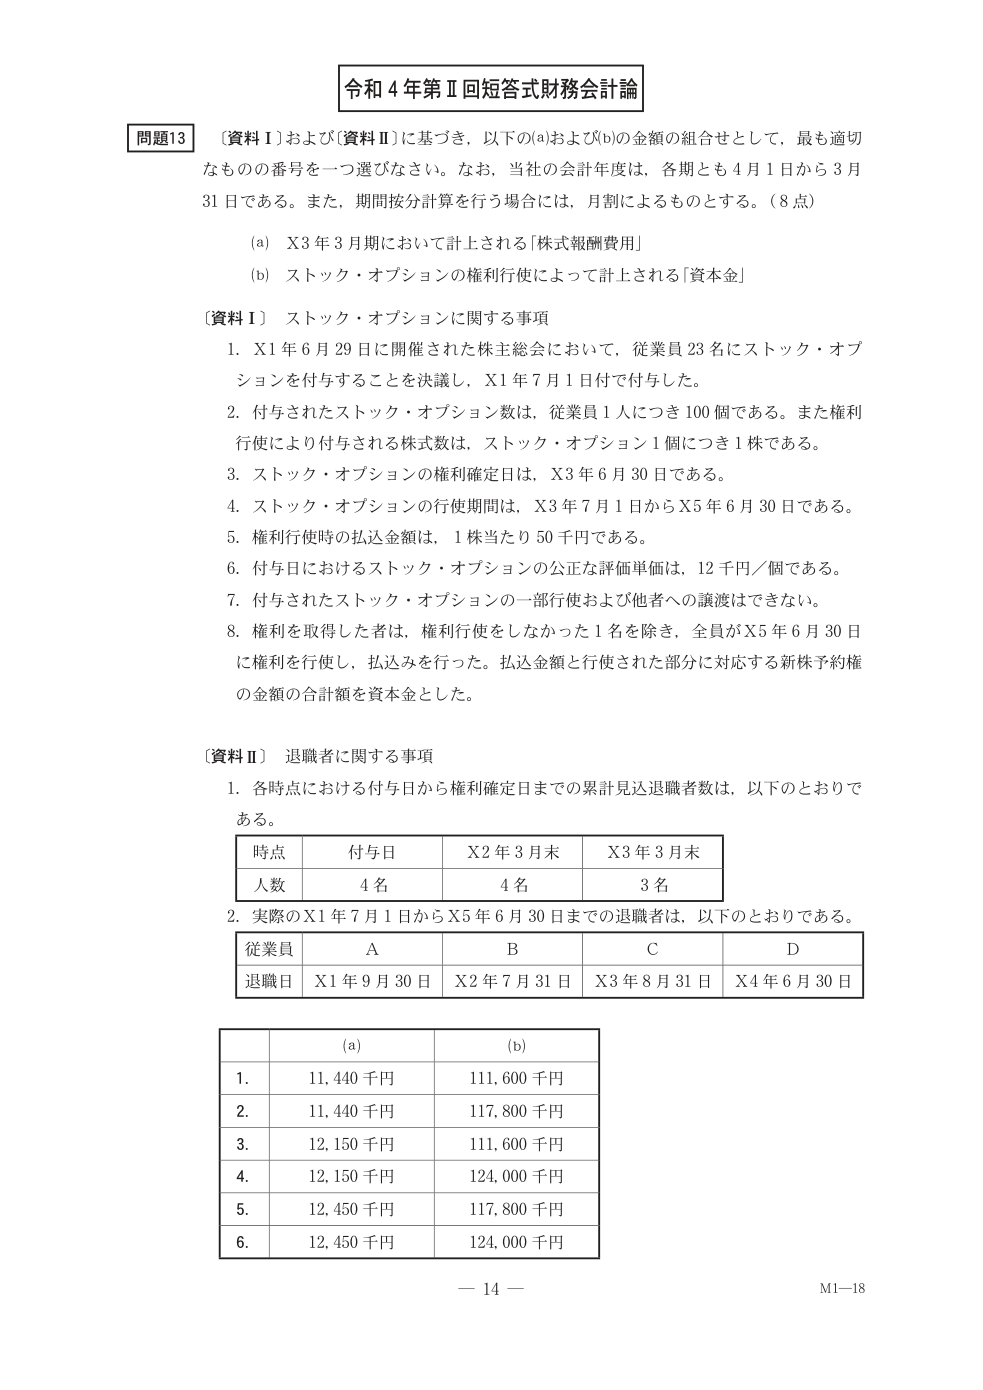 令和4年第Ⅱ回短答式財務会計論
問題13 〔資料Ⅰ〕および〔資料Ⅱ〕に基づき，以下の(a)および(b)の金額の組合せとして，最も適切
なものの番号を一つ選びなさい。なお，当社の会計年度は，各期とも4月1日から3月
31日である。また，期間按分計算を行う場合には，月割によるものとする。（8点）
(a) X3年3月期において計上される「株式報酬費用」
(b) ストック・オプションの権利行使によって計上される「資本金」
〔資料Ⅰ〕 ストック・オプションに関する事項
1. X1年6月29日に開催された株主総会において，従業員23名にストック・オプ
ションを付与することを決議し，X1年7月1日付で付与した。
2. 付与されたストック・オプション数は，従業員1人につき100個である。また権利
行使により付与される株式数は，ストック・オプション1個につき1株である。
3. ストック・オプションの権利確定日は，X3年6月30日である。
4. ストック・オプションの行使期間は，X3年7月1日からX5年6月30日である。
5. 権利行使時の払込金額は，1株当たり50千円である。
6. 付与日におけるストック・オプションの公正な評価単価は，12千円／個である。
7. 付与されたストック・オプションの一部行使および他者への譲渡はできない。
8. 権利を取得した者は，権利行使をしなかった1名を除き，全員がX5年6月30日
に権利を行使し，払込みを行った。払込金額と行使された部分に対応する新株予約権
の金額の合計額を資本金とした。
〔資料Ⅱ〕 退職者に関する事項
1. 各時点における付与日から権利確定日までの累計見込退職者数は，以下のとおりで
ある。
時点 付与日 X2年3月末 X3年3月末
人数 4名 4名 3名
2. 実際のX1年7月1日からX5年6月30日までの退職者は，以下のとおりである。
従業員 A B C D
退職日 X1年9月30日 X2年7月31日 X3年8月31日 X4年6月30日
(a) (b)
1. 11,440千円 111,600千円
2. 11,440千円 117,800千円
3. 12,150千円 111,600千円
4. 12,150千円 124,000千円
5. 12,450千円 117,800千円
6. 12,450千円 124,000千円
― 14 ― M1―18